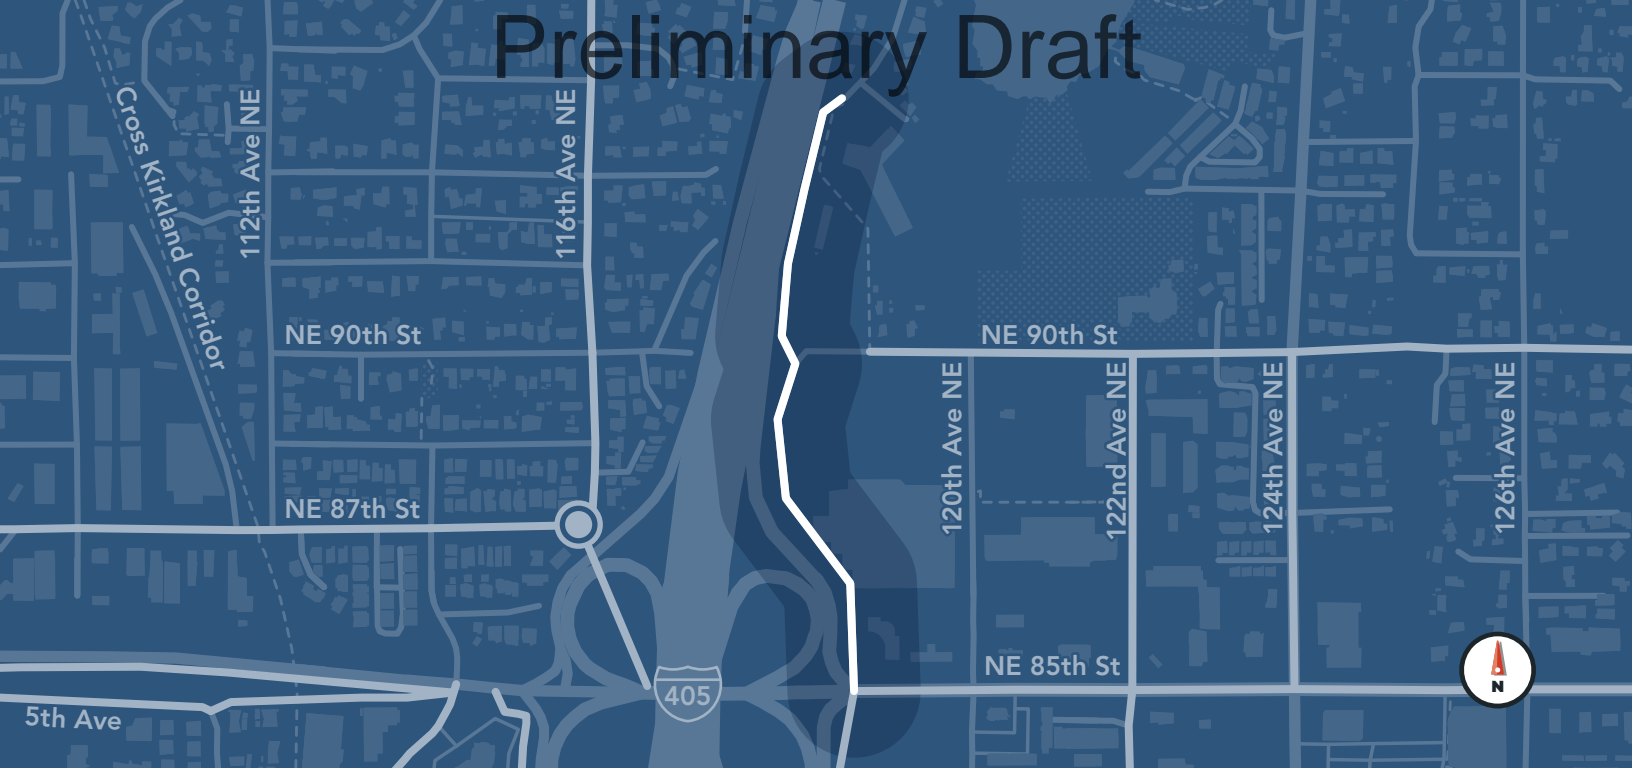 Preliminary Draft
Cross Kirkland Corridor
112th Ave NE
116th Ave NE
NE 90th St
NE 90th St
120th Ave NE
122nd Ave NE
124th Ave NE
126th Ave NE
NE 87th St
NE 85th St
405
N
5th Ave